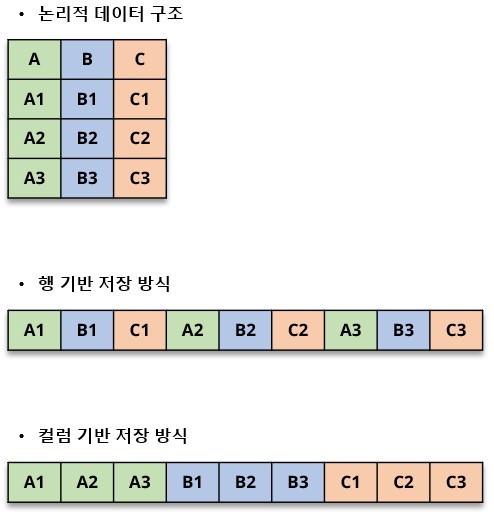 • 논리적 데이터 구조
A B C
A1 B1 C1
A2 B2 C2
A3 B3 C3
• 행 기반 저장 방식
A1 B1 C1 A2 B2 C2 A3 B3 C3
• 컬럼 기반 저장 방식
A1 A2 A3 B1 B2 B3 C1 C2 C3